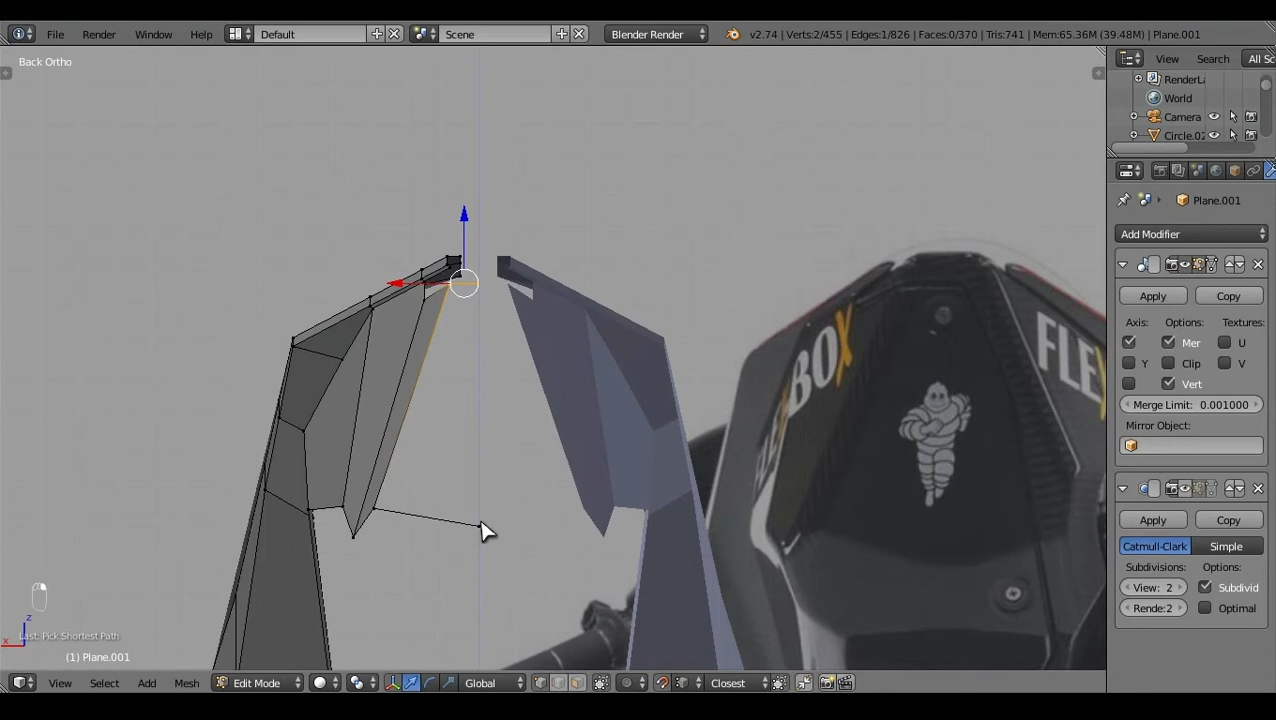 File Render Window Help Default Scene Blender Render v2.74 | Verts:2/455 | Edges:1/826 | Faces:0/370 | Tris:741 | Mem:65.36M (39.48M) | Plane.001
Back Ortho
View Search All Sc
RenderLa
World
Camera
Circle.02
Plane.001
Add Modifier
Apply Copy
Axis: Options: Textures:
Mer U
Y Clip V
Vert
Merge Limit: 0.001000
Mirror Object:
Apply Copy
Catmull-Clark Simple
Subdivisions: Options:
View: 2 Subdivid
Rende:2 Optimal
BOX
FLE
z
x
Last: Pick Shortest Path
(1) Plane.001
View Select Add Mesh Edit Mode Global Closest